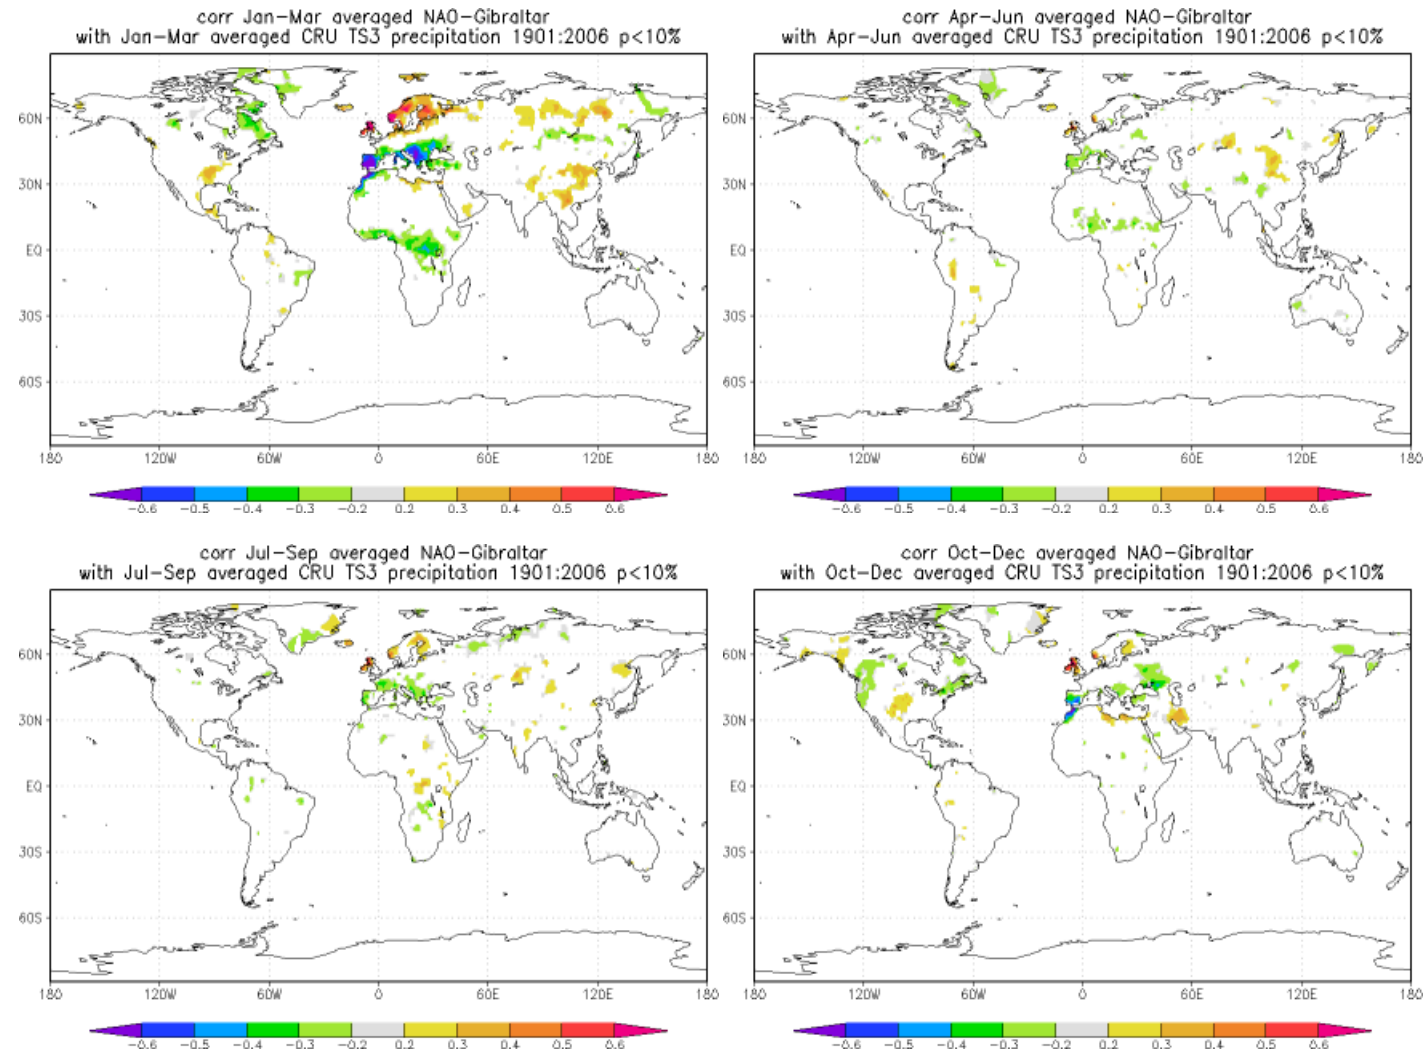 corr Jan-Mar averaged NAO-Gibraltar
with Jan-Mar averaged CRU TS3 precipitation 1901:2006 p<10%
60N
30N
EQ
30S
60S
180 120W 60W 0 60E 120E 180
-0.6 -0.5 -0.4 -0.3 -0.2 0.2 0.3 0.4 0.5 0.6
corr Apr-Jun averaged NAO-Gibraltar
with Apr-Jun averaged CRU TS3 precipitation 1901:2006 p<10%
60N
30N
EQ
30S
60S
180 120W 60W 0 60E 120E 180
-0.6 -0.5 -0.4 -0.3 -0.2 0.2 0.3 0.4 0.5 0.6
corr Jul-Sep averaged NAO-Gibraltar
with Jul-Sep averaged CRU TS3 precipitation 1901:2006 p<10%
60N
30N
EQ
30S
60S
180 120W 60W 0 60E 120E 180
-0.6 -0.5 -0.4 -0.3 -0.2 0.2 0.3 0.4 0.5 0.6
corr Oct-Dec averaged NAO-Gibraltar
with Oct-Dec averaged CRU TS3 precipitation 1901:2006 p<10%
60N
30N
EQ
30S
60S
180 120W 60W 0 60E 120E 180
-0.6 -0.5 -0.4 -0.3 -0.2 0.2 0.3 0.4 0.5 0.6